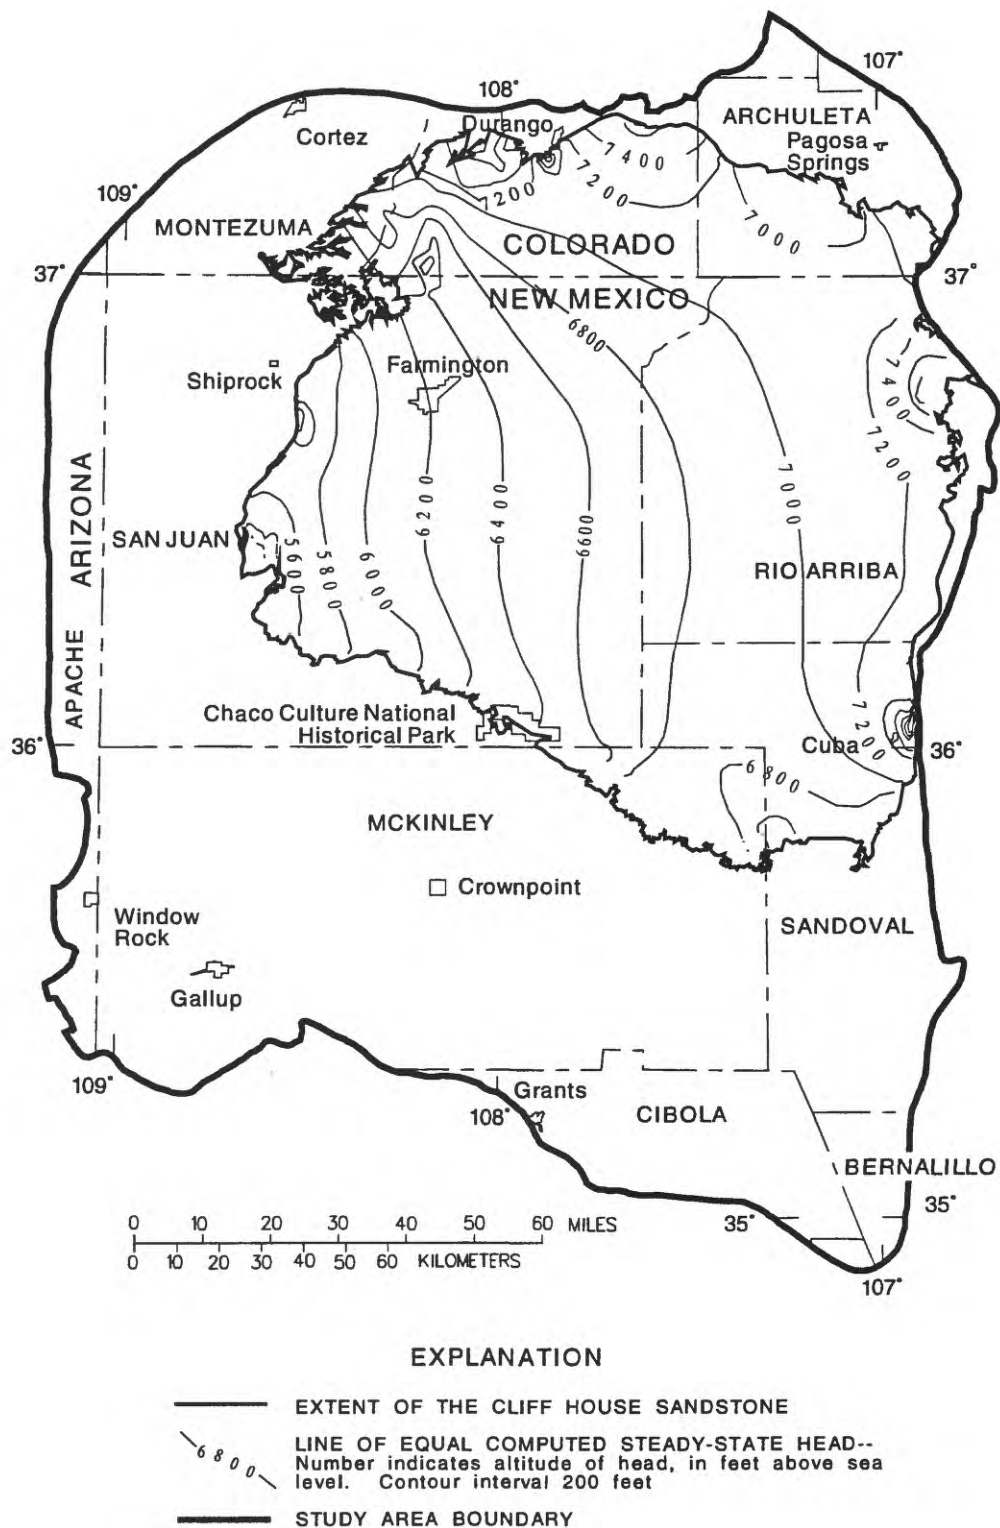 107°
108°
ARCHULETA
Pagosa
Springs
Cortez
Durango
7400
7200
7200
7000
109°
MONTEZUMA
COLORADO
37°
37°
NEW MEXICO
6800
Shiprock
Farmington
7400
7200
ARIZONA
APACHE
SAN JUAN
5600
5800
6000
6200
6400
6600
7000
RIO ARRIBA
Chaco Culture National
Historical Park
7200
Cuba
36°
36°
6800
MCKINLEY
Crownpoint
Window
Rock
SANDOVAL
Gallup
109°
Grants
108°
CIBOLA
BERNALILLO
35°
35°
0 10 20 30 40 50 60 MILES
0 10 20 30 40 50 60 KILOMETERS
107°
EXPLANATION
EXTENT OF THE CLIFF HOUSE SANDSTONE
6800
LINE OF EQUAL COMPUTED STEADY-STATE HEAD--
Number indicates altitude of head, in feet above sea
level. Contour interval 200 feet
STUDY AREA BOUNDARY